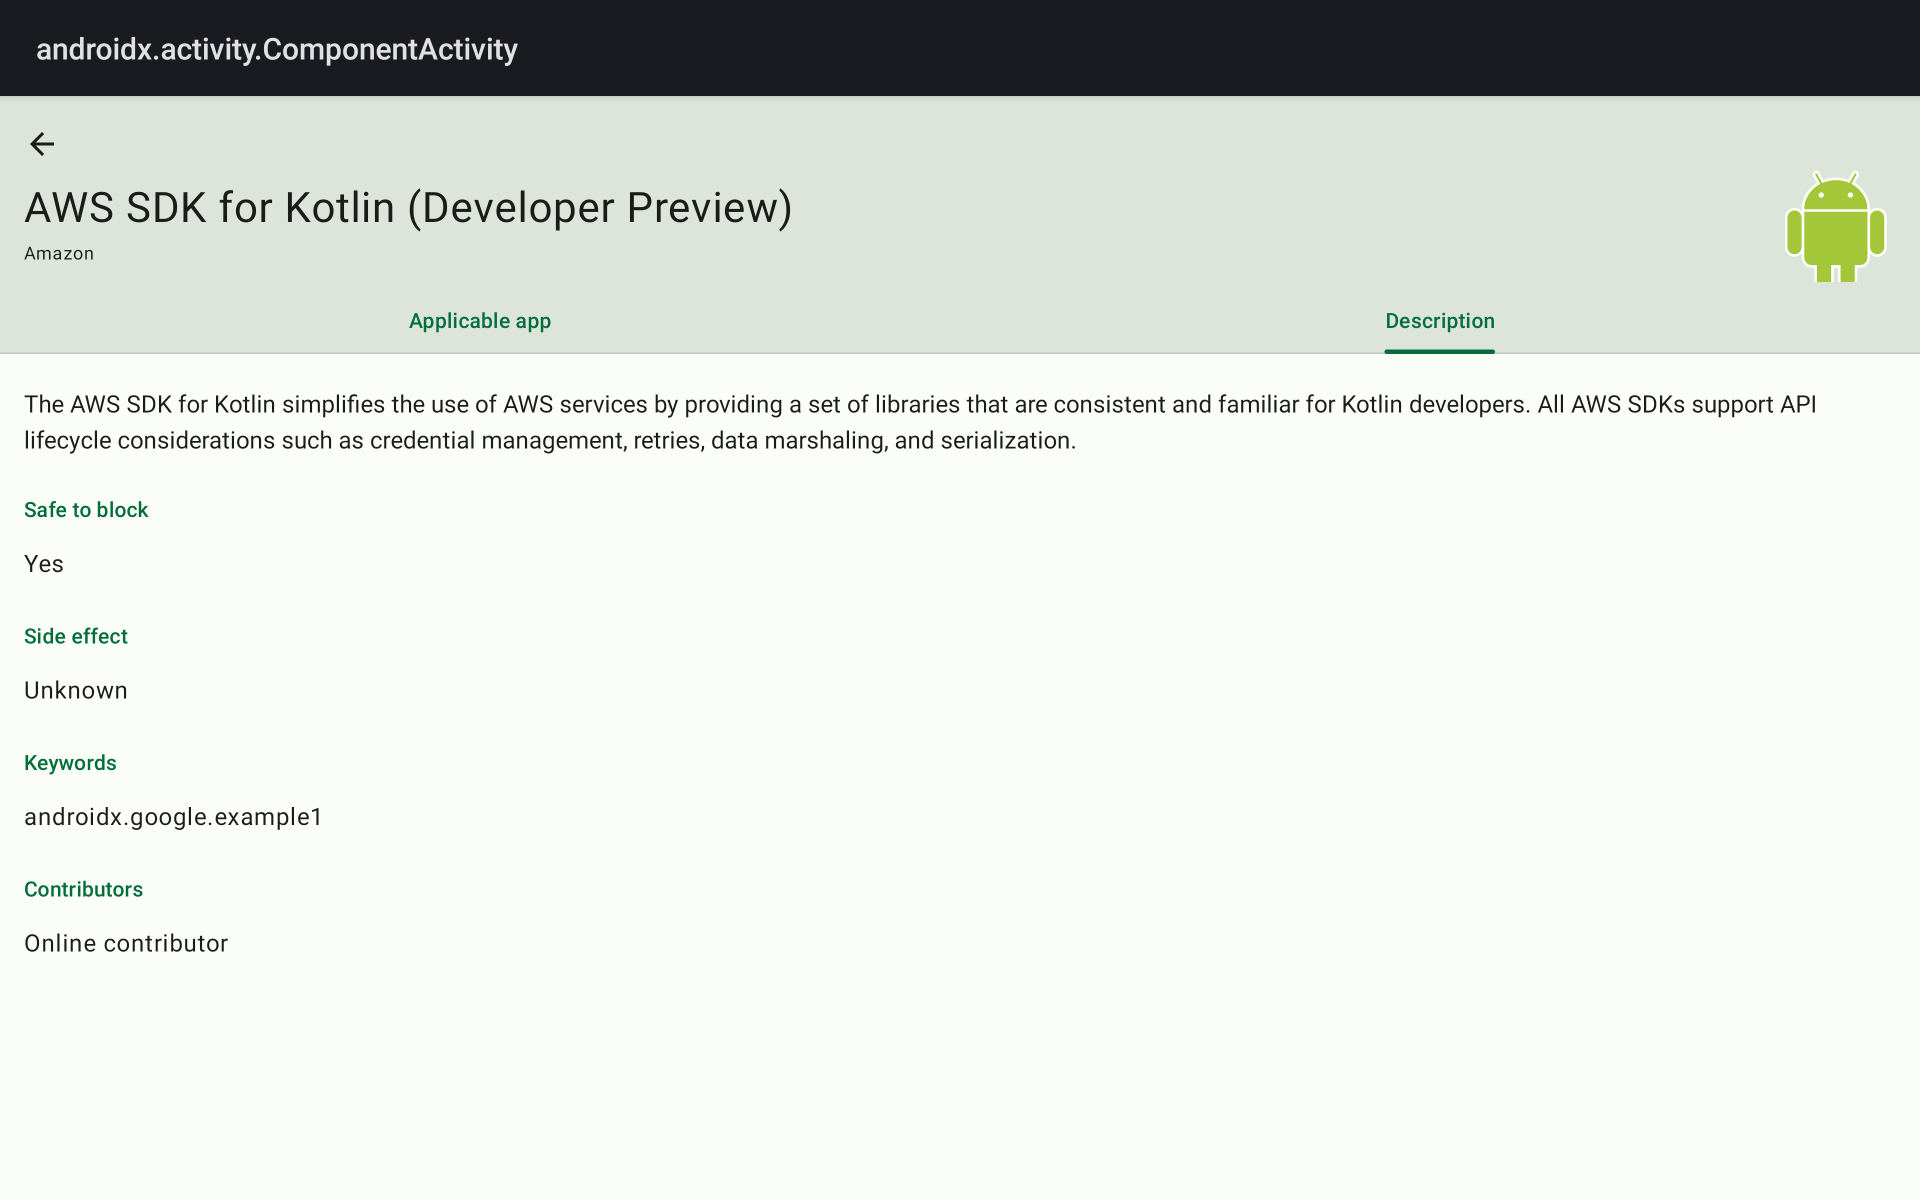 androidx.activity.ComponentActivity
AWS SDK for Kotlin (Developer Preview)
Amazon
Applicable app
Description
The AWS SDK for Kotlin simplifies the use of AWS services by providing a set of libraries that are consistent and familiar for Kotlin developers. All AWS SDKs support API
lifecycle considerations such as credential management, retries, data marshaling, and serialization.
Safe to block
Yes
Side effect
Unknown
Keywords
androidx.google.example1
Contributors
Online contributor